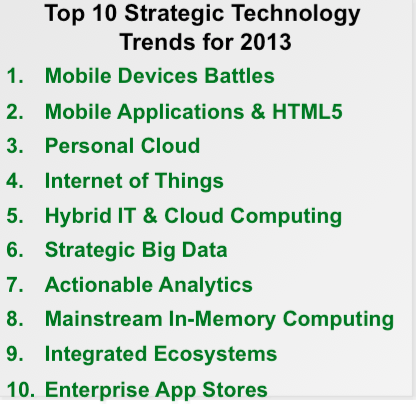 Top 10 Strategic Technology
Trends for 2013
1. Mobile Devices Battles
2. Mobile Applications & HTML5
3. Personal Cloud
4. Internet of Things
5. Hybrid IT & Cloud Computing
6. Strategic Big Data
7. Actionable Analytics
8. Mainstream In-Memory Computing
9. Integrated Ecosystems
10. Enterprise App Stores